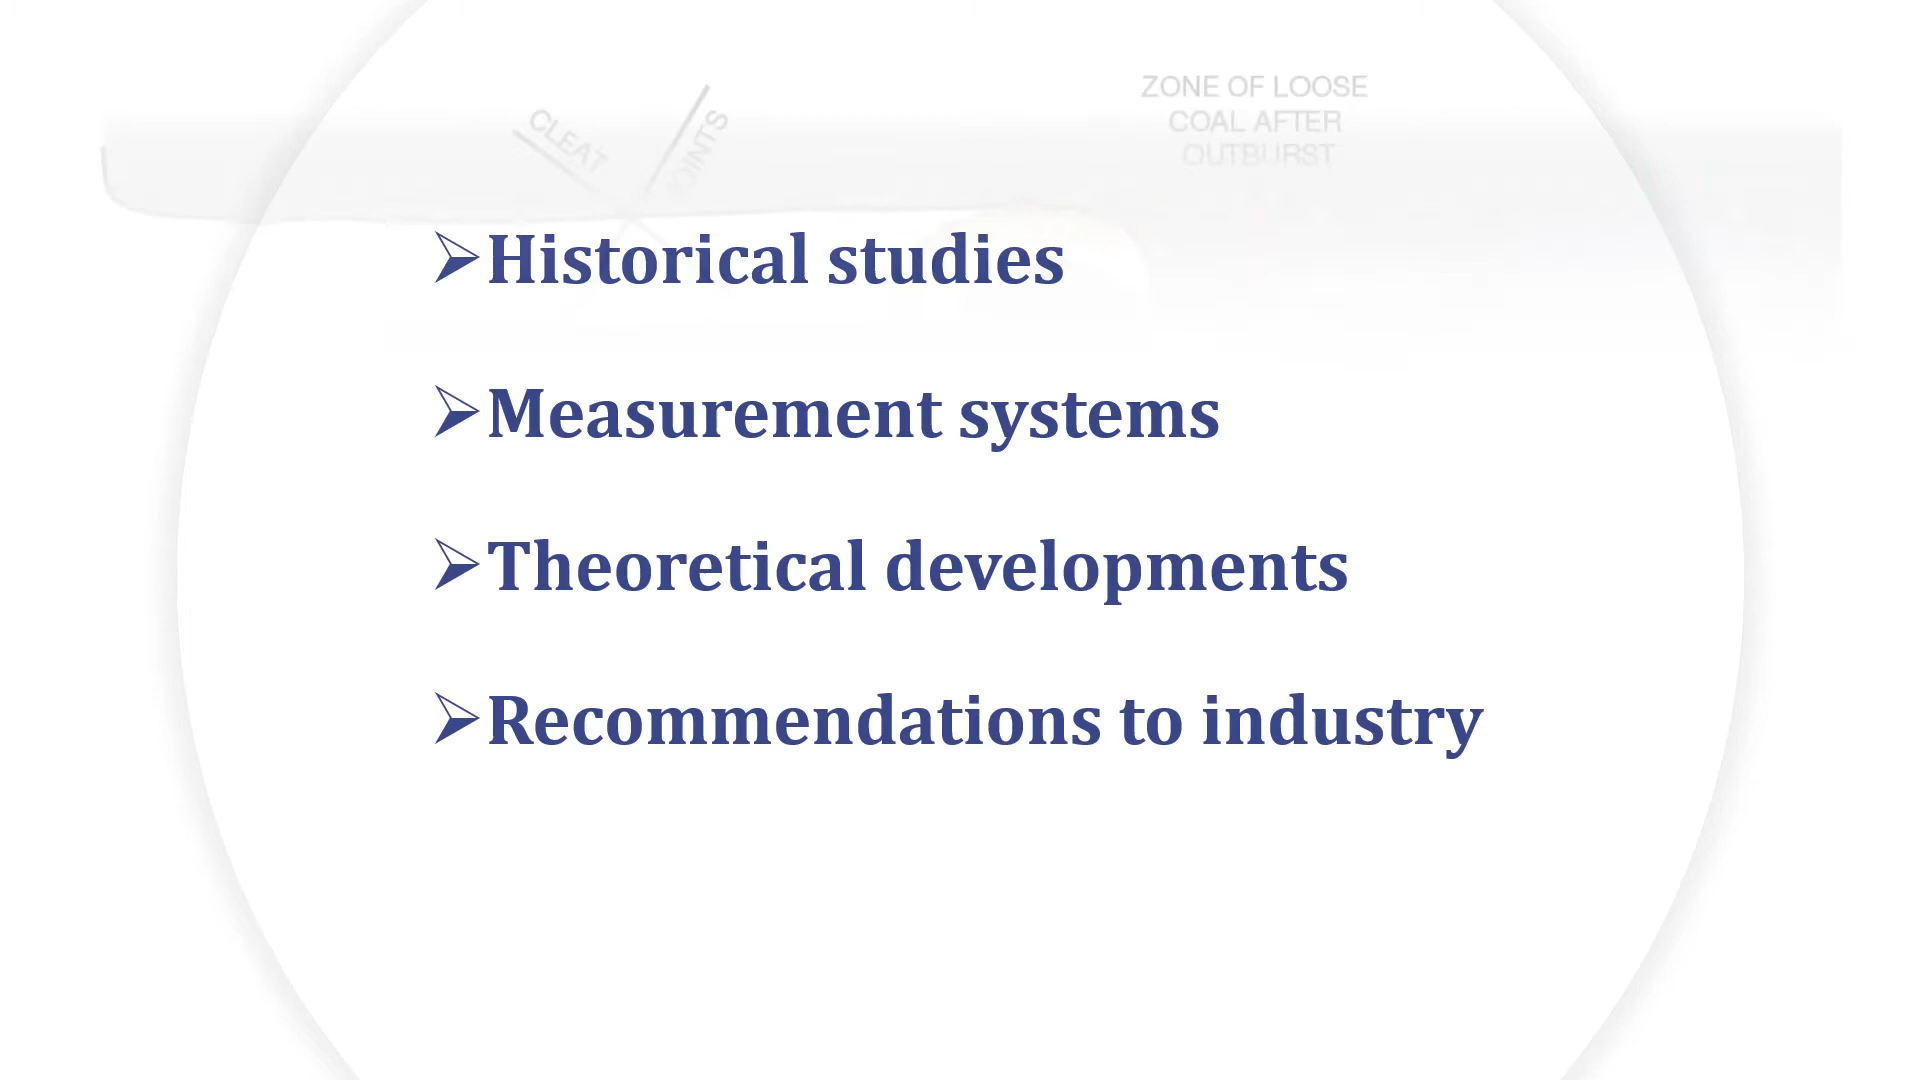 ZONE OF LOOSE
COAL AFTER
OUTBURST
CLEAT
JOINTS
➢Historical studies
➢Measurement systems
➢Theoretical developments
➢Recommendations to industry